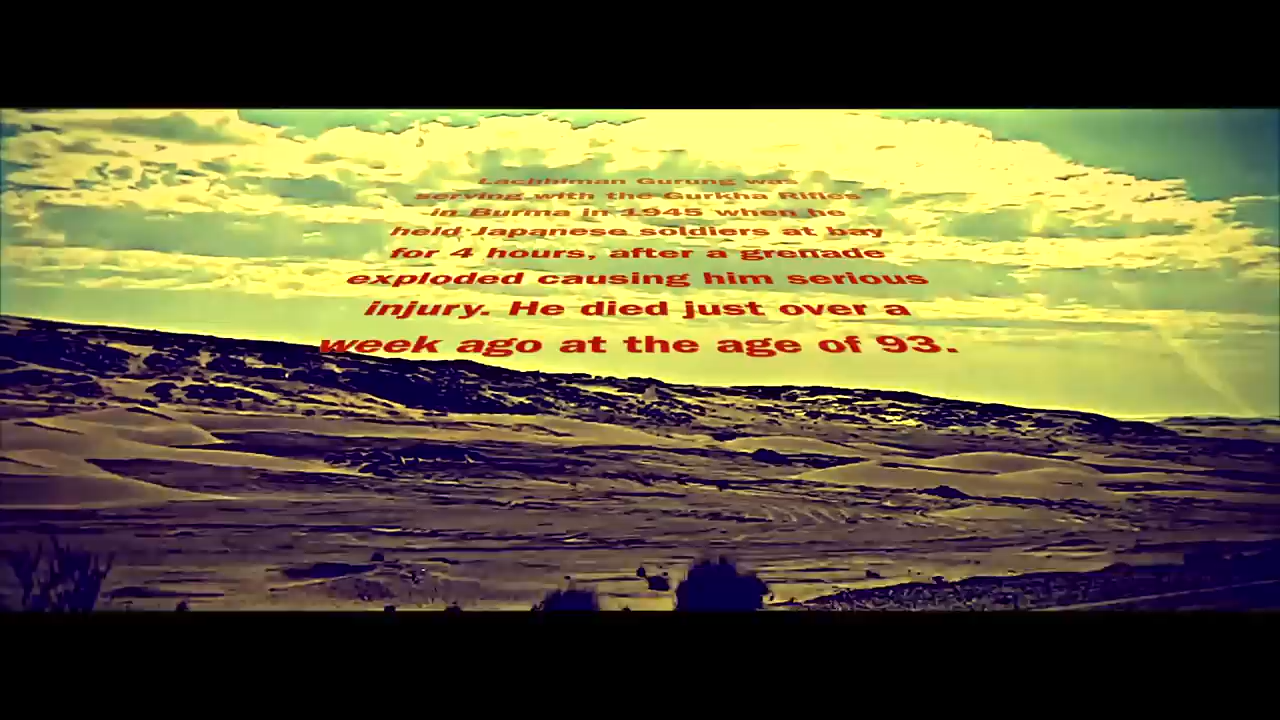 Lachhiman Gurung was
serving with the Gurkha Rifles
in Burma in 1945 when he
held Japanese soldiers at bay
for 4 hours, after a grenade
exploded causing him serious
injury. He died just over a
week ago at the age of 93.